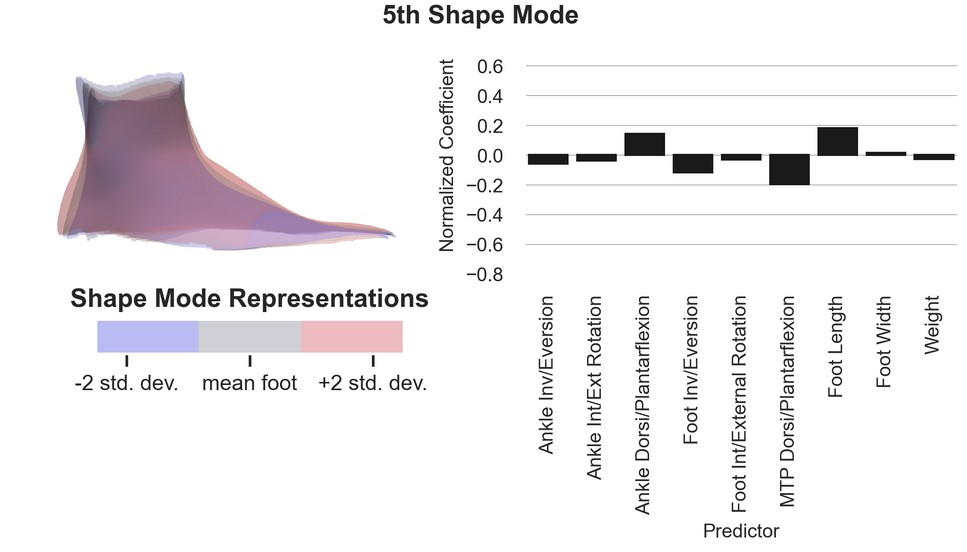 5th Shape Mode
Shape Mode Representations
-2 std. dev.
mean foot
+2 std. dev.
Normalized Coefficient
0.6
0.4
0.2
0.0
−0.2
−0.4
−0.6
−0.8
Ankle Inv/Eversion
Ankle Int/Ext Rotation
Ankle Dorsi/Plantarflexion
Foot Inv/Eversion
Foot Int/External Rotation
MTP Dorsi/Plantarflexion
Foot Length
Foot Width
Weight
Predictor